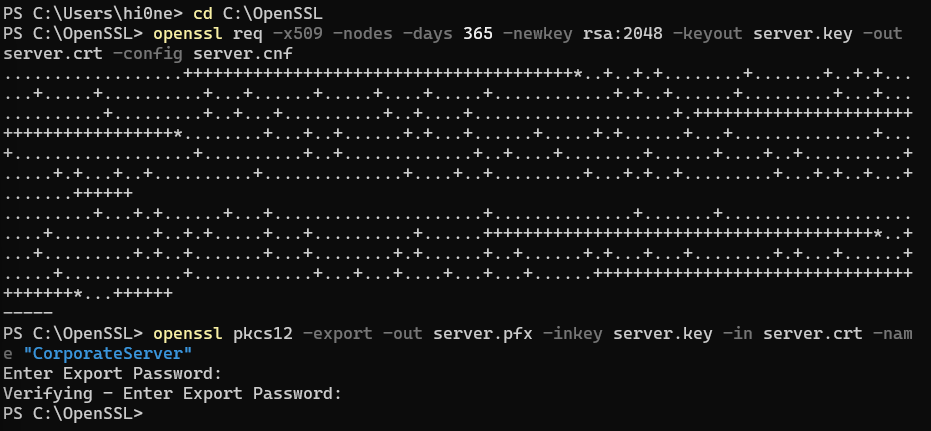 PS C:\Users\hi0ne> cd C:\OpenSSL
PS C:\OpenSSL> openssl req -x509 -nodes -days 365 -newkey rsa:2048 -keyout server.key -out
server.crt -config server.cnf
..................+++++++++++++++++++++++++++++++++++++++*..+..+.+........+.......+..+.+...
...+.....+..........+...+......+.....+....+.....+............+.+..+......+.........+...+...
..........+.........+..+...+..........+..+....+.....................+.++++++++++++++++++++++
+++++++++++++++++*........+...+..+......+.+...+......+.....+.+......+...+..............+...
+.................+..........+..+.............+..+....+.........+......+....+..+..........+
.....+.+...+..+..........+..............+....+..+.........+...+.+..+.........+...+.+..+...+
.......++++++
.........+...+.+......+...+.....................+..............+.......+...................
....+..........+..+.+.....+...+..........+......+++++++++++++++++++++++++++++++++++++++*..+
...+.........+.+..+.......+...+........+.+.......+..+......+.+...+...+........+.+...+......+
.....+............+............+...+...+....+...+...+......++++++++++++++++++++++++++++++++
+++++++*...++++++
-----
PS C:\OpenSSL> openssl pkcs12 -export -out server.pfx -inkey server.key -in server.crt -nam
e "CorporateServer"
Enter Export Password:
Verifying - Enter Export Password:
PS C:\OpenSSL>